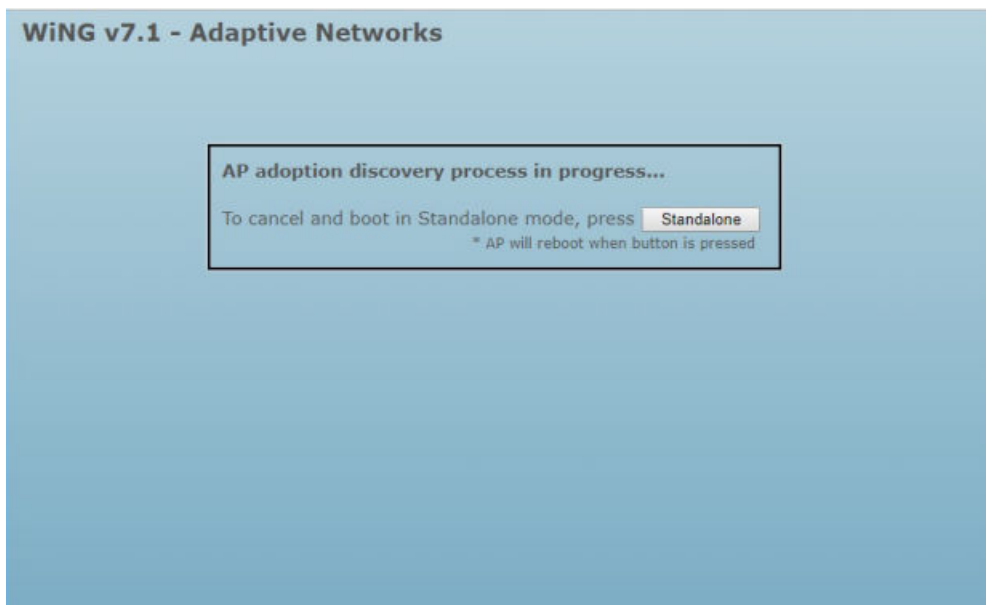 WiNG v7.1 - Adaptive Networks
AP adoption discovery process in progress...
To cancel and boot in Standalone mode, press Standalone
* AP will reboot when button is pressed